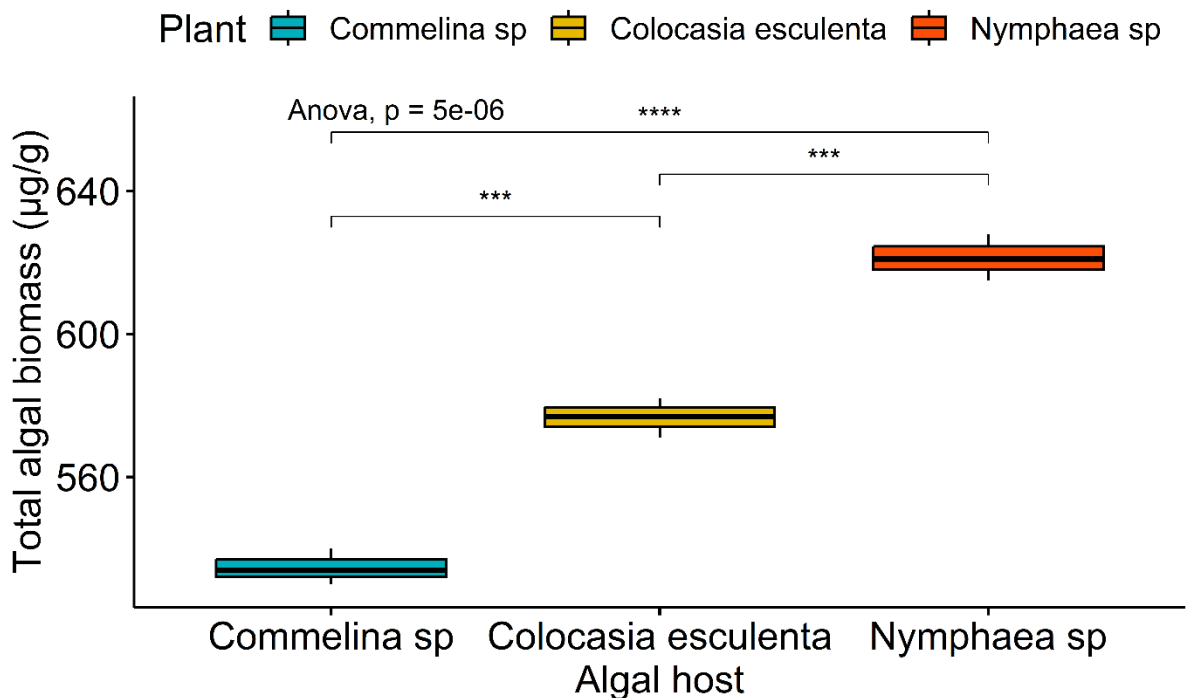 Plant Commelina sp Colocasia esculenta Nymphaea sp
Anova, p = 5e-06
****
***
***
Total algal biomass (µg/g)
640
600
560
Commelina sp Colocasia esculenta Nymphaea sp
Algal host